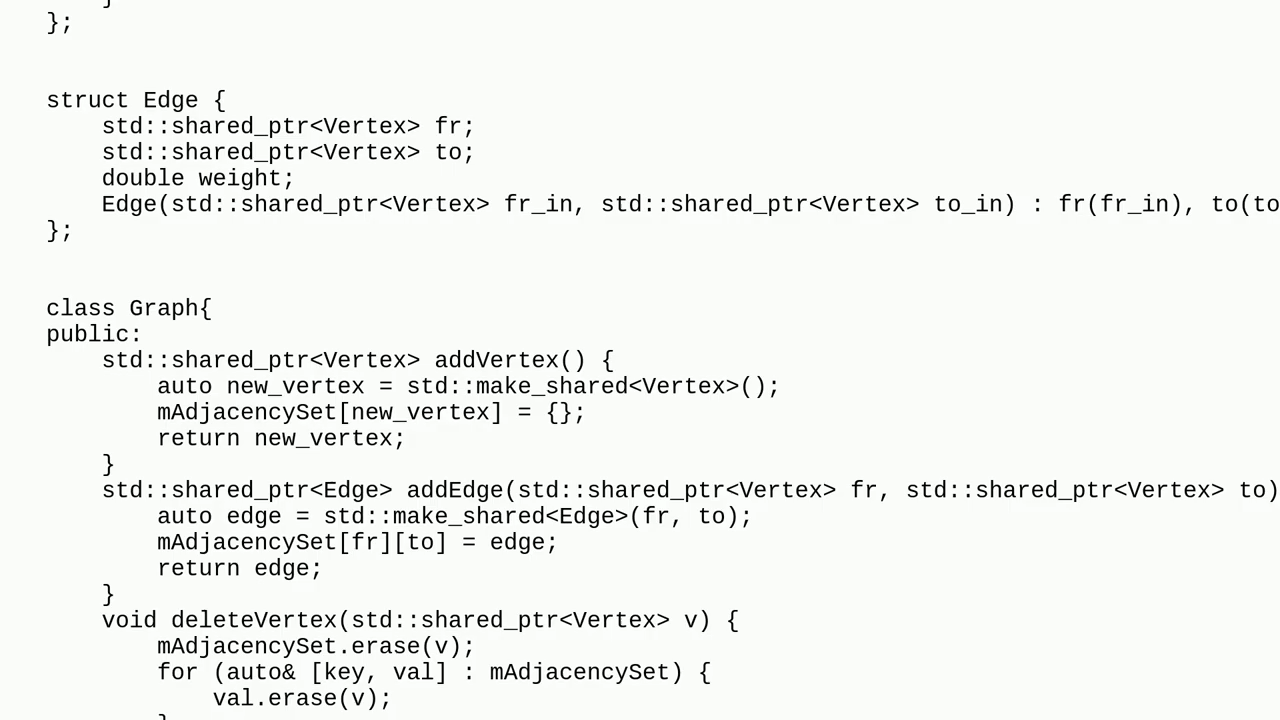 }
};
struct Edge {
    std::shared_ptr<Vertex> fr;
    std::shared_ptr<Vertex> to;
    double weight;
    Edge(std::shared_ptr<Vertex> fr_in, std::shared_ptr<Vertex> to_in) : fr(fr_in), to(to
};
class Graph{
public:
    std::shared_ptr<Vertex> addVertex() {
        auto new_vertex = std::make_shared<Vertex>();
        mAdjacencySet[new_vertex] = {};
        return new_vertex;
    }
    std::shared_ptr<Edge> addEdge(std::shared_ptr<Vertex> fr, std::shared_ptr<Vertex> to)
        auto edge = std::make_shared<Edge>(fr, to);
        mAdjacencySet[fr][to] = edge;
        return edge;
    }
    void deleteVertex(std::shared_ptr<Vertex> v) {
        mAdjacencySet.erase(v);
        for (auto& [key, val] : mAdjacencySet) {
            val.erase(v);
        }